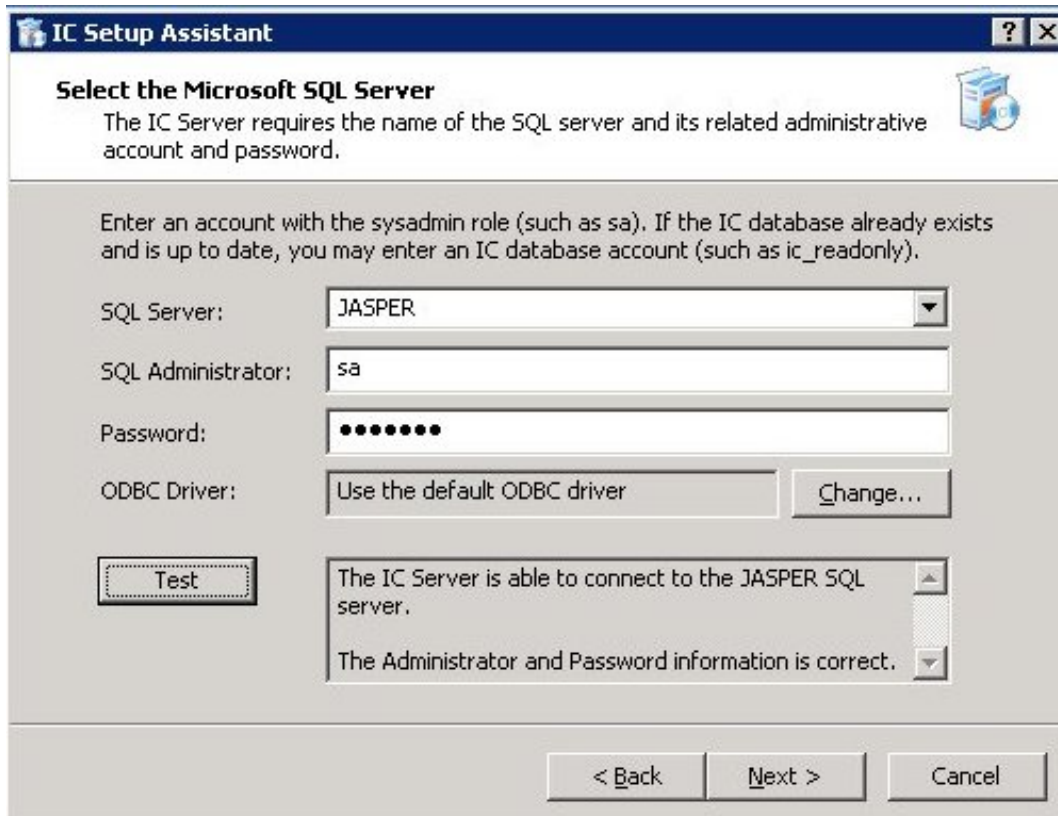 IC Setup Assistant
Select the Microsoft SQL Server
The IC Server requires the name of the SQL server and its related administrative
account and password.
Enter an account with the sysadmin role (such as sa). If the IC database already exists
and is up to date, you may enter an IC database account (such as ic_readonly).
SQL Server:
JASPER
SQL Administrator:
sa
Password:
●●●●●●●
ODBC Driver:
Use the default ODBC driver
Change...
Test
The IC Server is able to connect to the JASPER SQL
server.
The Administrator and Password information is correct.
< Back
Next >
Cancel